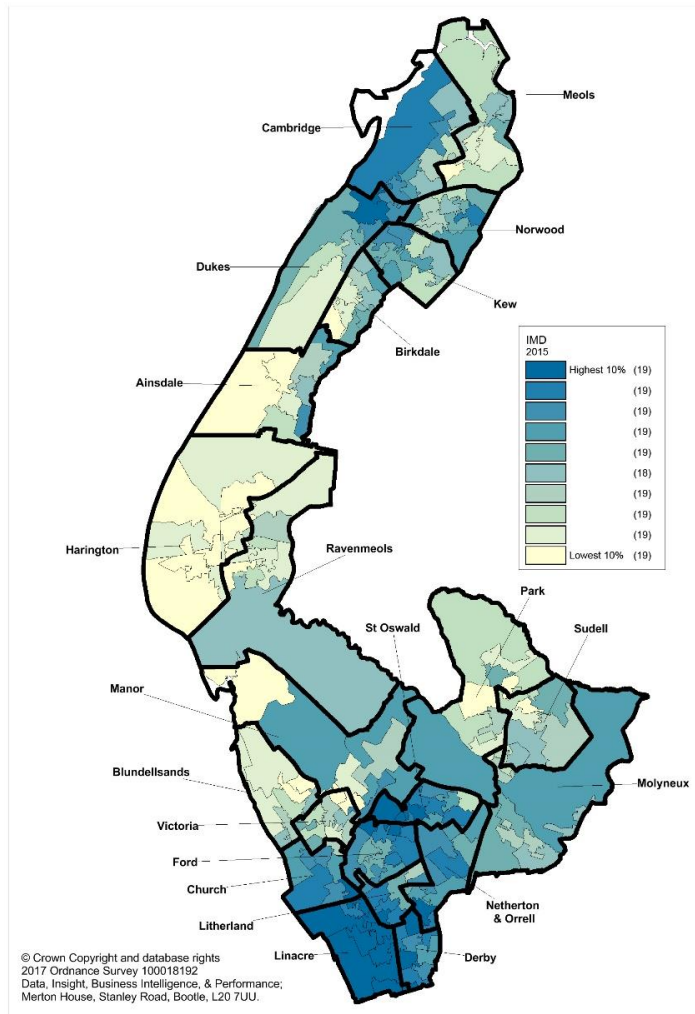 Meols
Cambridge
Norwood
Dukes
Kew
Birkdale
IMD
2015
Highest 10% (19)
(19)
(19)
(19)
(19)
(18)
(19)
(19)
(19)
Lowest 10% (19)
Ainsdale
Harington
Ravenmeols
Park
St Oswald
Sudell
Manor
Blundellsands
Molyneux
Victoria
Ford
Church
Netherton
& Orrell
Litherland
Linacre
Derby
© Crown Copyright and database rights
2017 Ordnance Survey 100018192
Data, Insight, Business Intelligence, & Performance;
Merton House, Stanley Road, Bootle, L20 7UU.